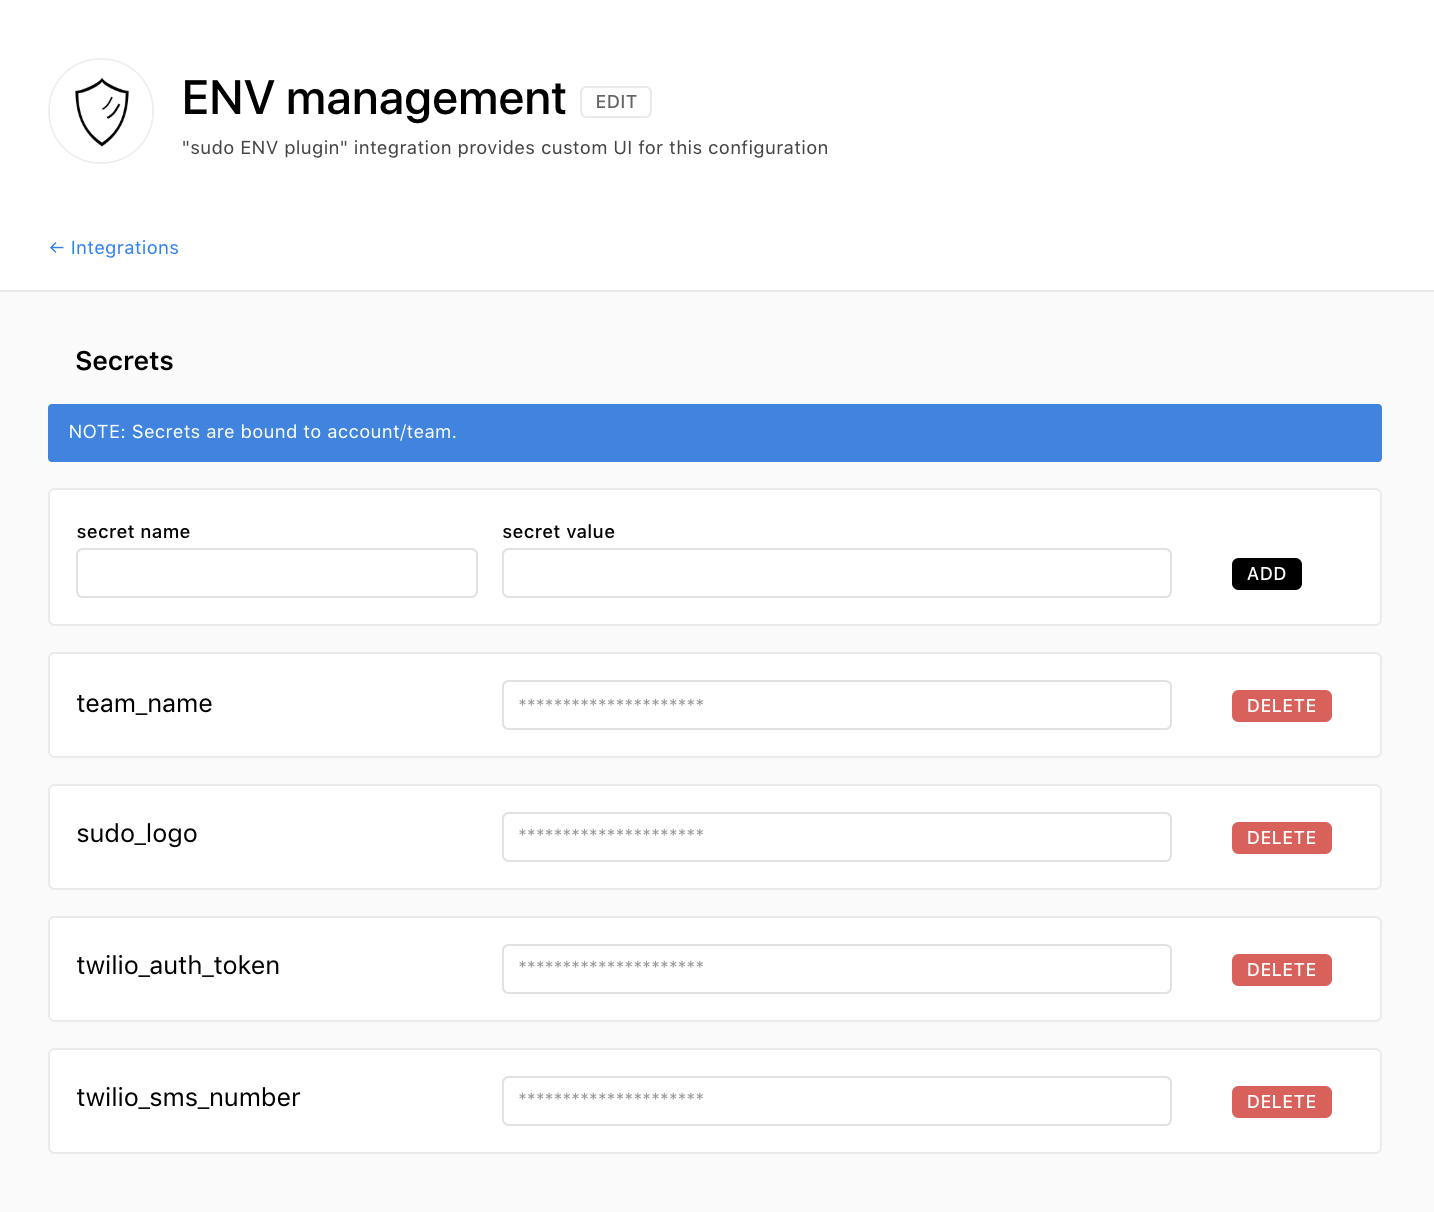 ENV management EDIT
"sudo ENV plugin" integration provides custom UI for this configuration
← Integrations
Secrets
NOTE: Secrets are bound to account/team.
secret name secret value
ADD
team_name ********************* DELETE
sudo_logo ********************* DELETE
twilio_auth_token ********************* DELETE
twilio_sms_number ********************* DELETE